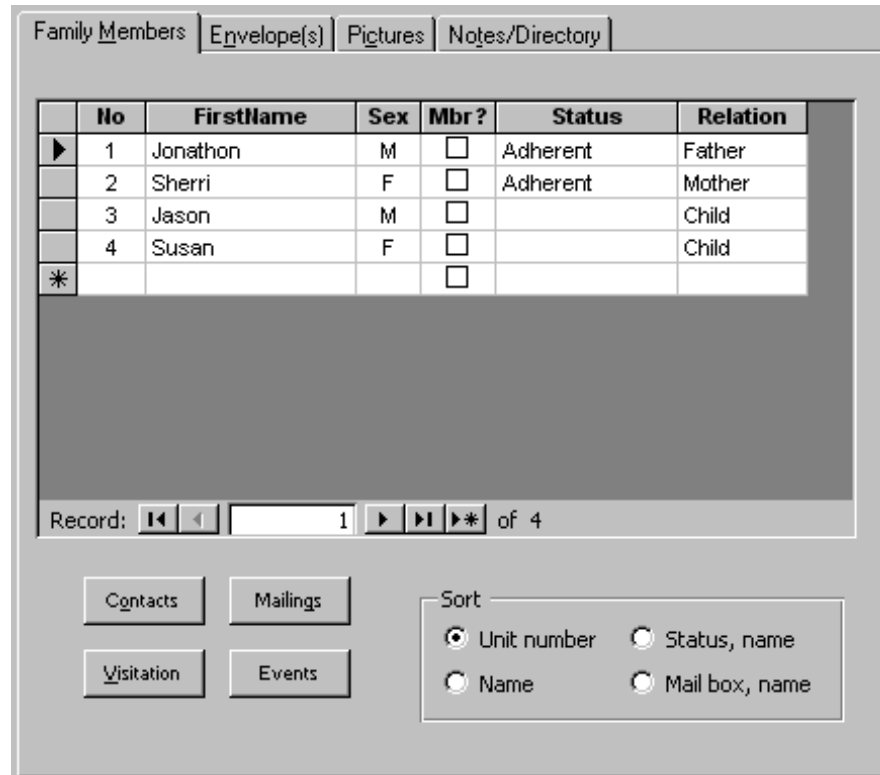 Family Members Envelope(s) Pictures Notes/Directory
No FirstName Sex Mbr? Status Relation
1 Jonathon M Adherent Father
2 Sherri F Adherent Mother
3 Jason M Child
4 Susan F Child
Record: 1 of 4
Contacts Mailings
Visitation Events
Sort
Unit number Status, name
Name Mail box, name